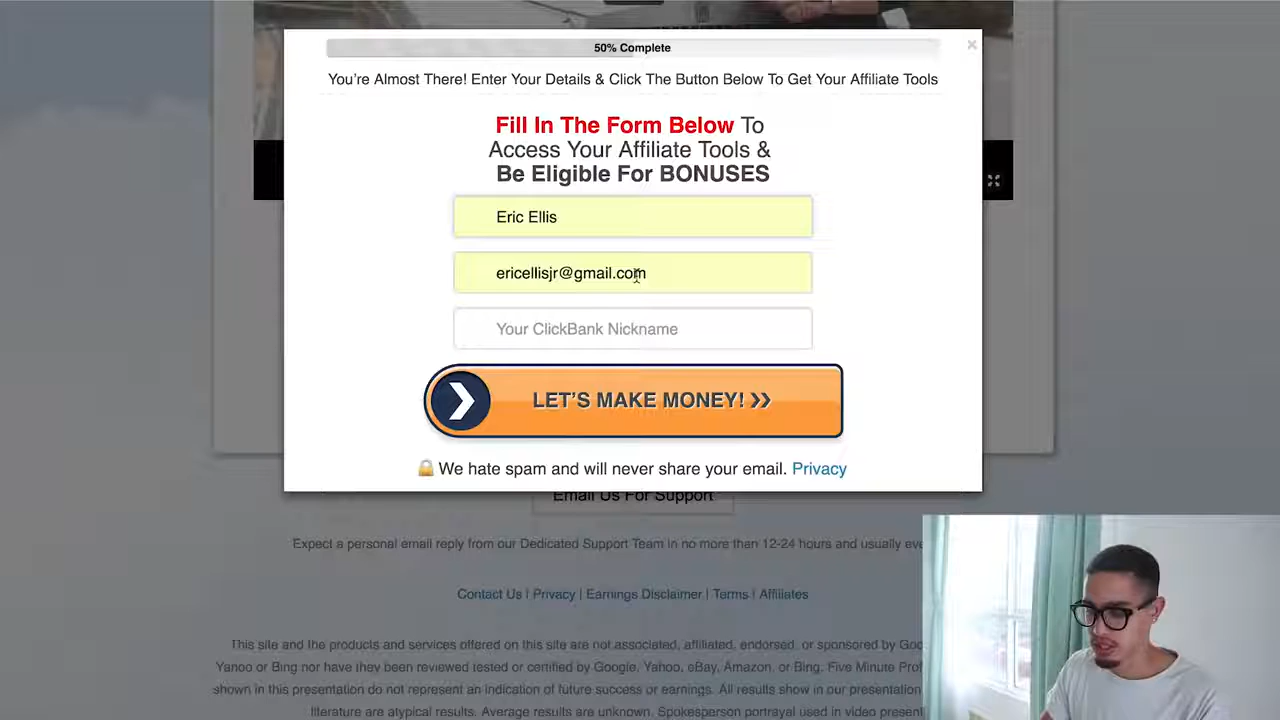 50% Complete
×
You're Almost There! Enter Your Details & Click The Button Below To Get Your Affiliate Tools
Fill In The Form Below To
Access Your Affiliate Tools &
Be Eligible For BONUSES
Eric Ellis
ericellisjr@gmail.com
Your ClickBank Nickname
LET'S MAKE MONEY!
We hate spam and will never share your email. Privacy
Email Us For Support
Expect a personal email reply from our Dedicated Support Team in no more than 12-24 hours and usually eve
Contact Us | Privacy | Earnings Disclaimer | Terms | Affiliates
This site and the products and services offered on this site are not associated, affiliated, endorsed, or sponsored by Goo
Yahoo or Bing nor have they been reviewed tested or certified by Google, Yahoo, eBay, Amazon, or Bing. Five Minute Prof
shown in this presentation do not represent an indication of future success or earnings. All results show in our presentation
literature are atypical results. Average results are unknown. Spokesperson portrayal used in video present